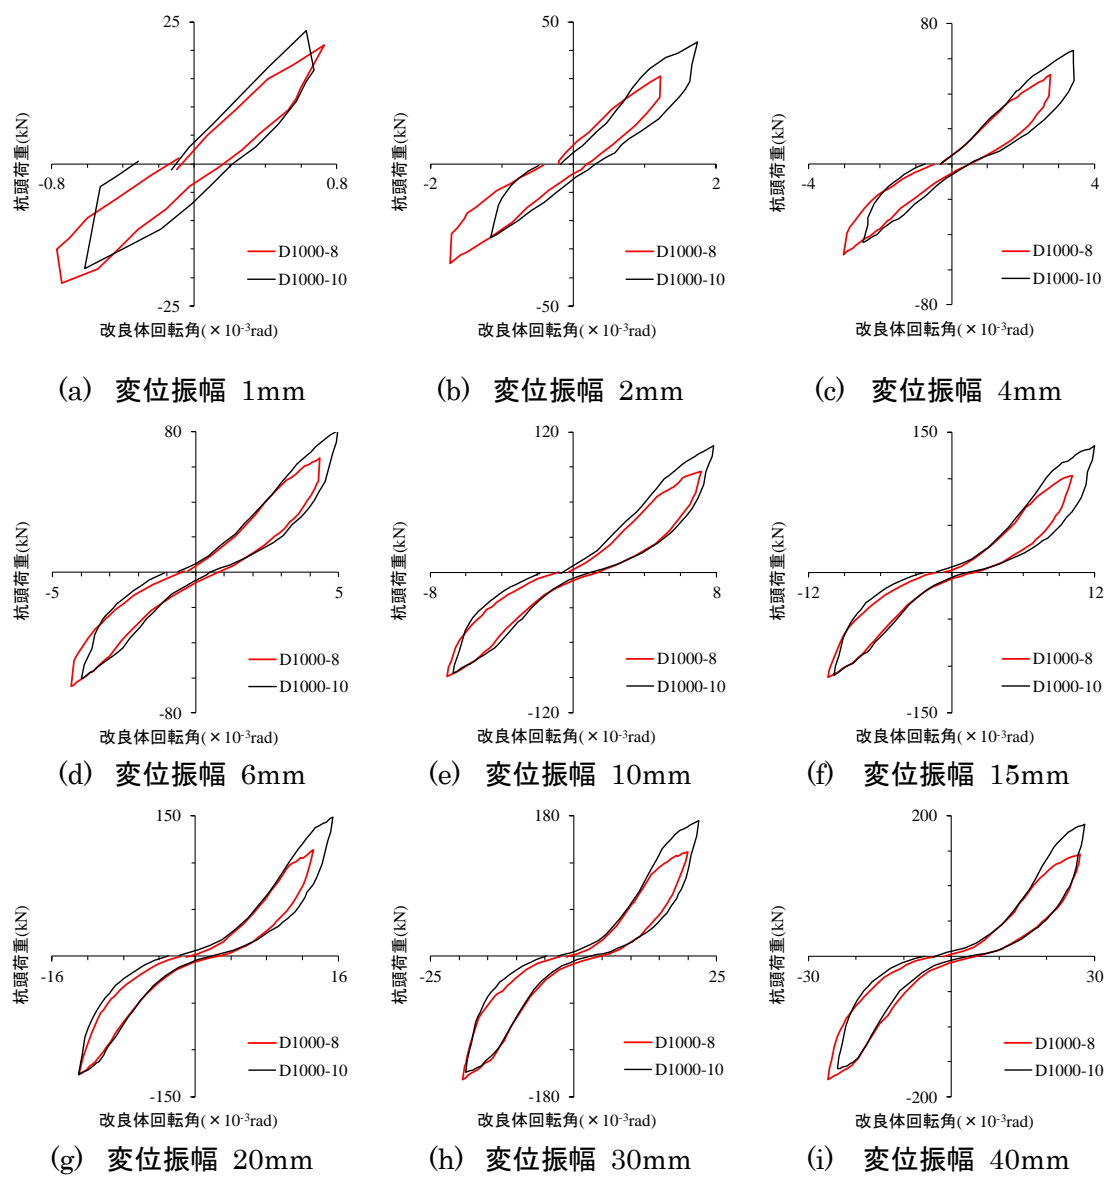 25
杭頭荷重(kN)
-0.8
0.8
D1000-8
D1000-10
-25
改良体回転角(×10-3rad)
(a) 変位振幅 1mm
50
杭頭荷重(kN)
-2
2
D1000-8
D1000-10
-50
改良体回転角(×10-3rad)
(b) 変位振幅 2mm
80
杭頭荷重(kN)
-4
4
D1000-8
D1000-10
-80
改良体回転角(×10-3rad)
(c) 変位振幅 4mm
80
杭頭荷重(kN)
-5
5
D1000-8
D1000-10
-80
改良体回転角(×10-3rad)
(d) 変位振幅 6mm
120
杭頭荷重(kN)
-8
8
D1000-8
D1000-10
-120
改良体回転角(×10-3rad)
(e) 変位振幅 10mm
150
杭頭荷重(kN)
-12
12
D1000-8
D1000-10
-150
改良体回転角(×10-3rad)
(f) 変位振幅 15mm
150
杭頭荷重(kN)
-16
16
D1000-8
D1000-10
-150
改良体回転角(×10-3rad)
(g) 変位振幅 20mm
180
杭頭荷重(kN)
-25
25
D1000-8
D1000-10
-180
改良体回転角(×10-3rad)
(h) 変位振幅 30mm
200
杭頭荷重(kN)
-30
30
D1000-8
D1000-10
-200
改良体回転角(×10-3rad)
(i) 変位振幅 40mm